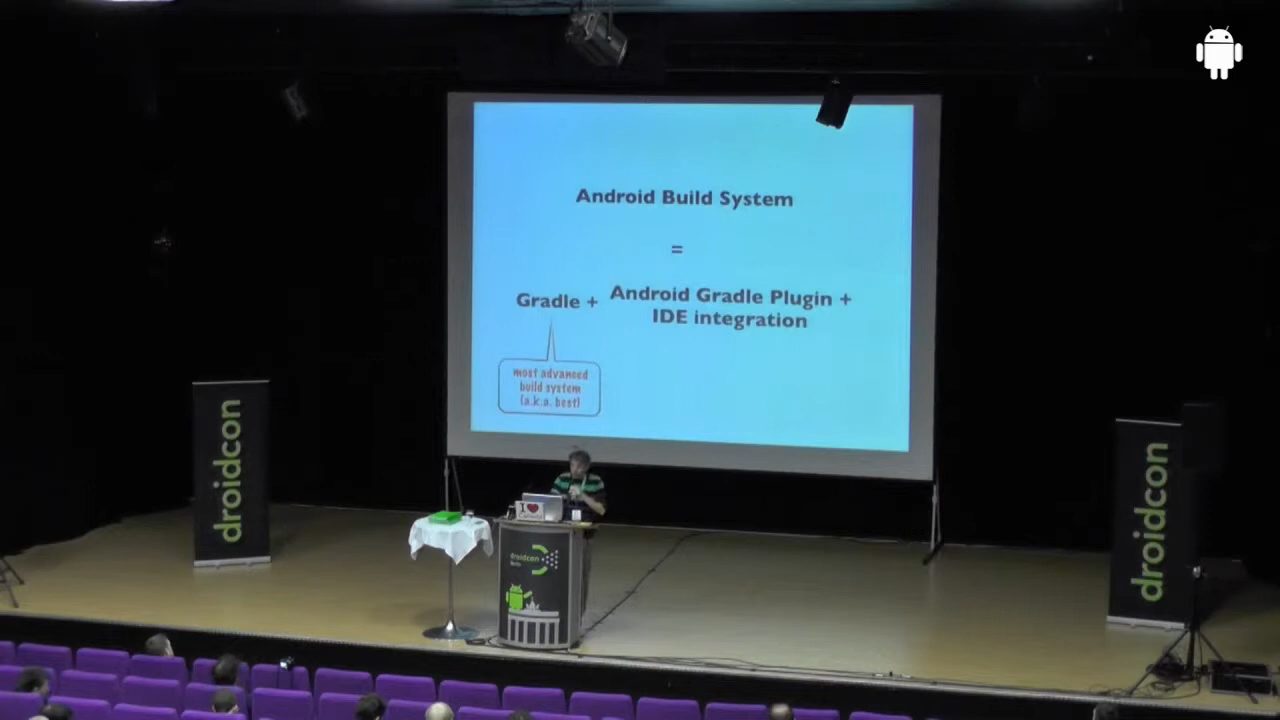 Android Build System
=
Gradle +
Android Gradle Plugin +
IDE integration
most advanced
build system
(a.k.a. best)
droidcon
droidcon
I ♥
droidcon